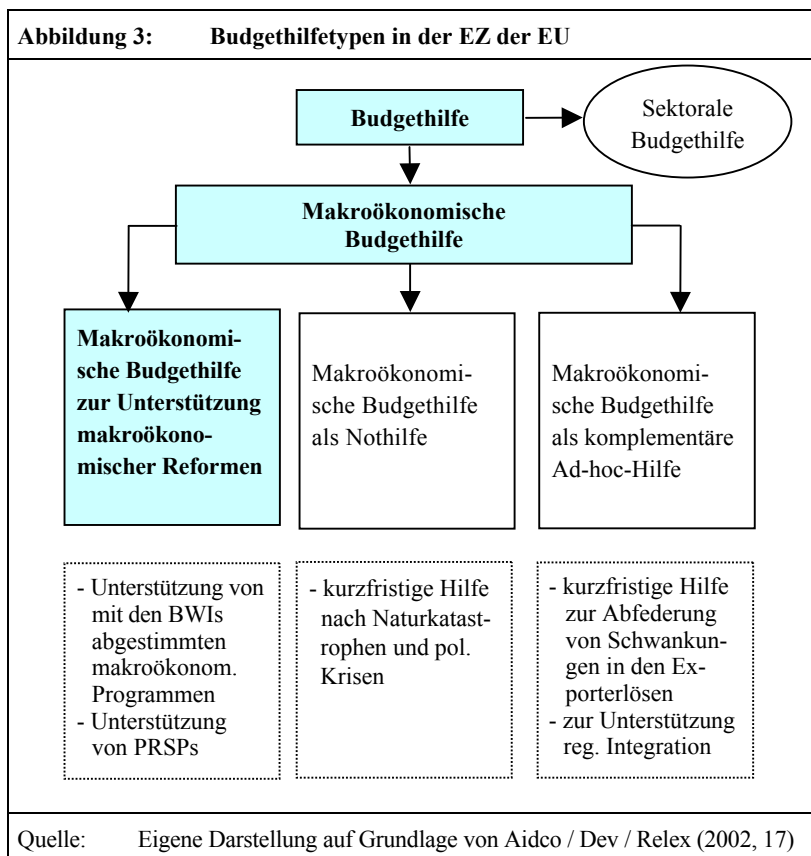 Abbildung 3: Budgethilfetypen in der EZ der EU
Budgethilfe
Sektorale
Budgethilfe
Makroökonomische
Budgethilfe
Makroökonomi-
sche Budgethilfe
zur Unterstützung
makroökono-
mischer Reformen
Makroökonomi-
sche Budgethilfe
als Nothilfe
Makroökonomi-
sche Budgethilfe
als komplementäre
Ad-hoc-Hilfe
- Unterstützung von
mit den BWIs
abgestimmten
makroökonom.
Programmen
- Unterstützung
von PRSPs
- kurzfristige Hilfe
nach Naturkatast-
rophen und pol.
Krisen
- kurzfristige Hilfe
zur Abfederung
von Schwankun-
gen in den Ex-
porterlösen
- zur Unterstützung
reg. Integration
Quelle: Eigene Darstellung auf Grundlage von Aidco / Dev / Relex (2002, 17)